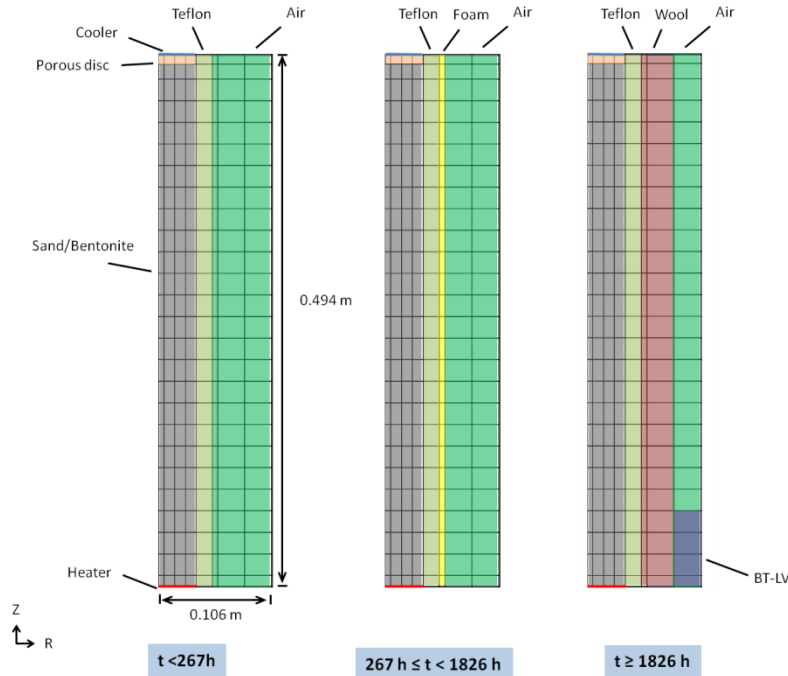 Teflon
Air
Cooler
Porous disc
Sand/Bentonite
0.494 m
Heater
0.106 m
Z
R
t <267h
Teflon
Foam
Air
267 h ≤ t < 1826 h
Teflon
Wool
Air
BT-LV
t ≥ 1826 h